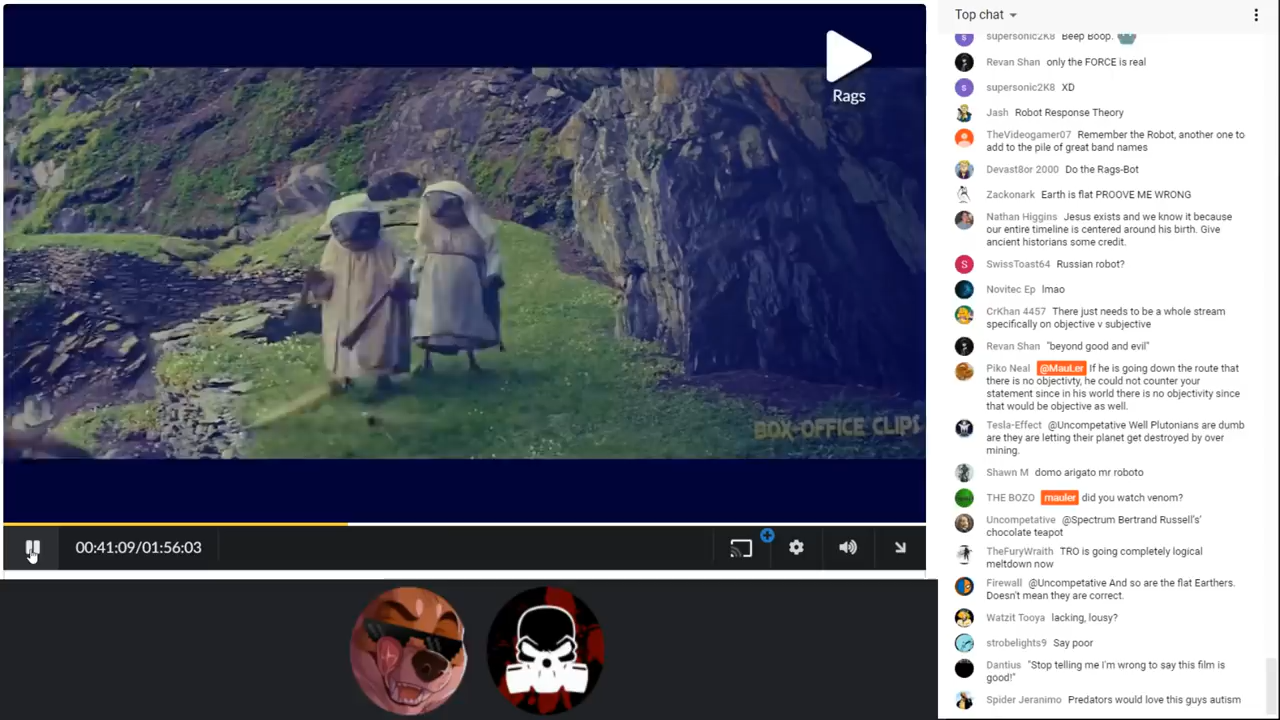 Top chat
supersonic2K8 Beep Boop.
Revan Shan only the FORCE is real
supersonic2K8 XD
Jash Robot Response Theory
TheVideogamer07 Remember the Robot, another one to
add to the pile of great band names
Devast8or 2000 Do the Rags-Bot
Zackonark Earth is flat PROOVE ME WRONG
Nathan Higgins Jesus exists and we know it because
our entire timeline is centered around his birth. Give
ancient historians some credit.
SwissToast64 Russian robot?
Novitec Ep lmao
CrKhan 4457 There just needs to be a whole stream
specifically on objective v subjective
Revan Shan "beyond good and evil"
Piko Neal @MauLer If he is going down the route that
there is no objectivty, he could not counter your
statement since in his world there is no objectivity since
that would be objective as well.
Tesla-Effect @Uncompetative Well Plutonians are dumb
are they are letting their planet get destroyed by over
mining.
Shawn M domo arigato mr roboto
THE BOZO mauler did you watch venom?
Uncompetative @Spectrum Bertrand Russell's'
chocolate teapot
TheFuryWraith TRO is going completely logical
meltdown now
Firewall @Uncompetative And so are the flat Earthers.
Doesn't mean they are correct.
Watzit Tooya lacking, lousy?
strobelights9 Say poor
Dantius "Stop telling me I'm wrong to say this film is
good!"
Spider Jeranimo Predators would love this guys autism
Rags
BOX-OFFICE CLIPS
00:41:09/01:56:03